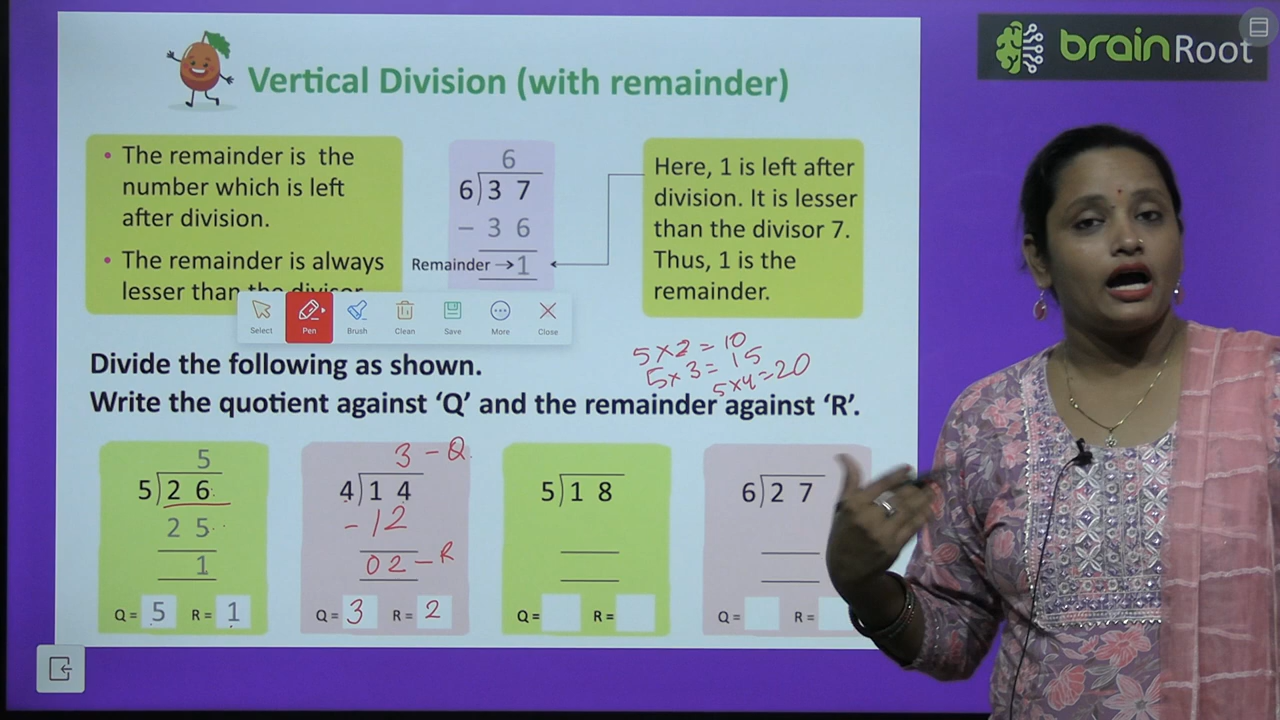 brainRoot
Vertical Division (with remainder)
• The remainder is the
number which is left
after division.
• The remainder is always
lesser than the divisor
6
6)3 7
− 3 6
Remainder → 1
Here, 1 is left after
division. It is lesser
than the divisor 7.
Thus, 1 is the
remainder.
Select Pen Brush Clean Save More Close
5×2=10
5×3=15
5×4=20
Divide the following as shown.
Write the quotient against ‘Q’ and the remainder against ‘R’.
5
5)2 6
2 5
1
Q = 5 R = 1
3 - Q
4)1 4
- 12
02 - R
Q = 3 R = 2
5)1 8
Q = R =
6)2 7
Q = R =